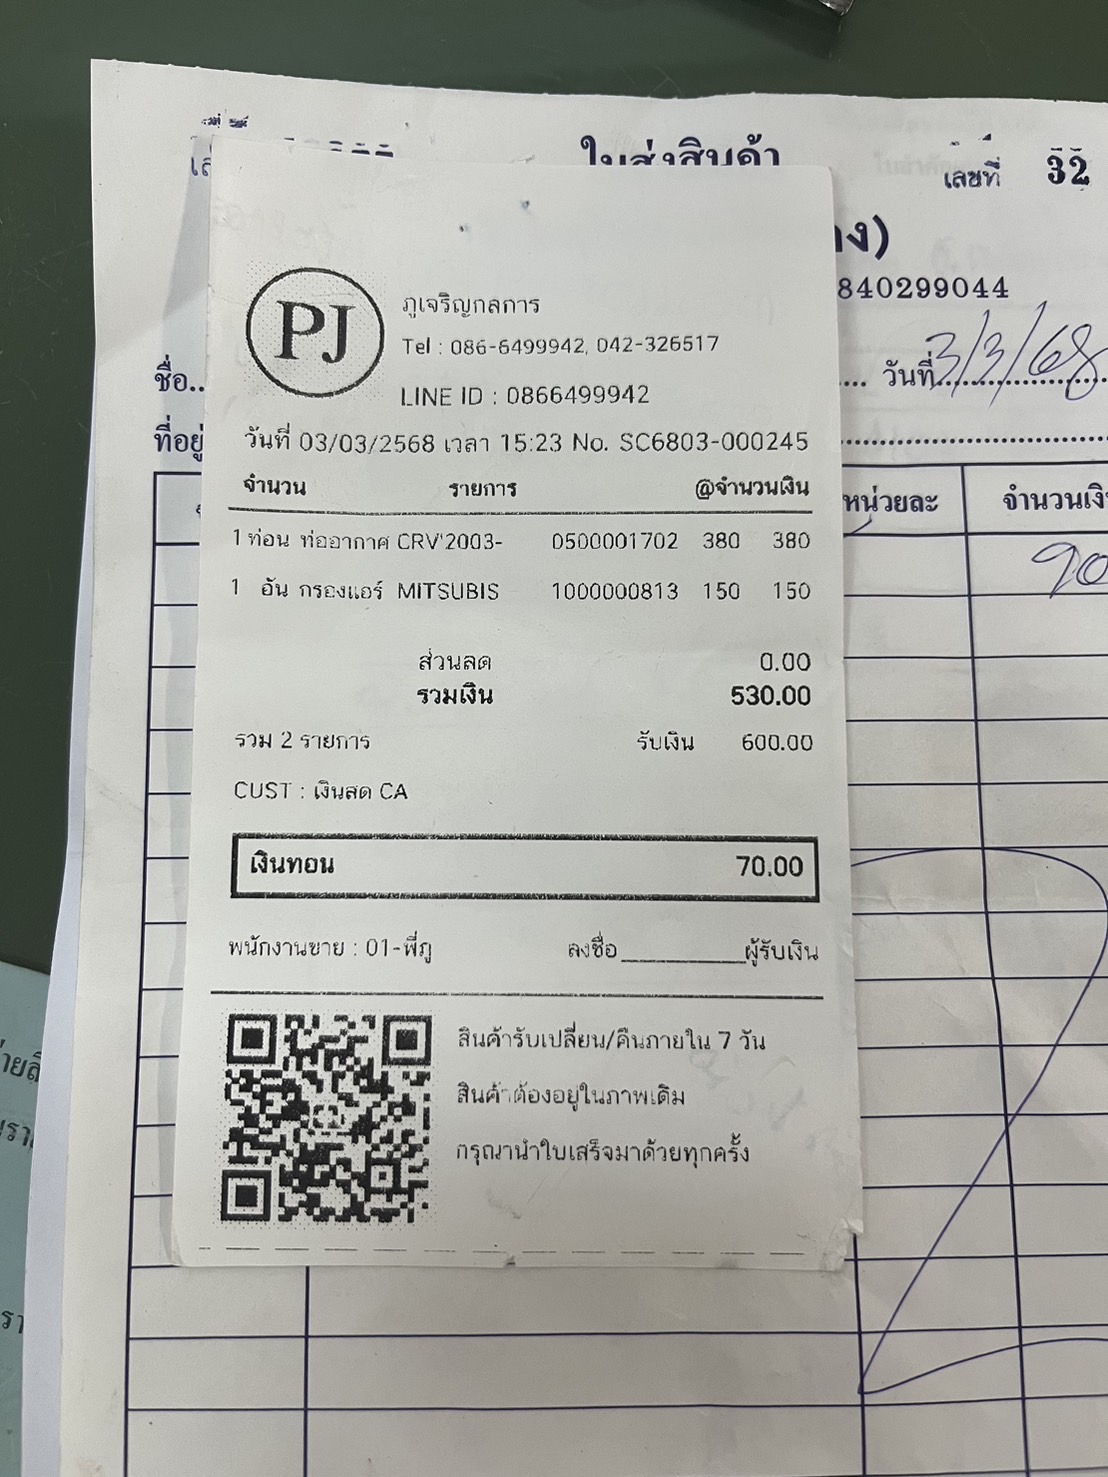 ใบส่งสินค้า
เลขที่ 32
840299044
ชื่อ..
วันที่ 3/3/68
ที่อยู่
หน่วยละ
90
PJ
ภูเจริญกลการ
Tel : 086-6499942, 042-326517
LINE ID : 0866499942
วันที่ 03/03/2568 เวลา 15:23 No. SC6803-000245
จำนวน รายการ @จำนวนเงิน
1 ท่อน ท่ออากาศ CRV'2003- 0500001702 380 380
1 อัน กรองแอร์ MITSUBIS 1000000813 150 150
ส่วนลด 0.00
รวมเงิน 530.00
รวม 2 รายการ รับเงิน 600.00
CUST : เงินสด CA
เงินทอน 70.00
พนักงานขาย : 01-พี่ภู ลงชื่อ__________ผู้รับเงิน
สินค้ารับเปลี่ยน/คืนภายใน 7 วัน
สินค้าต้องอยู่ในภาพเดิม
กรุณานำใบเสร็จมาด้วยทุกครั้ง